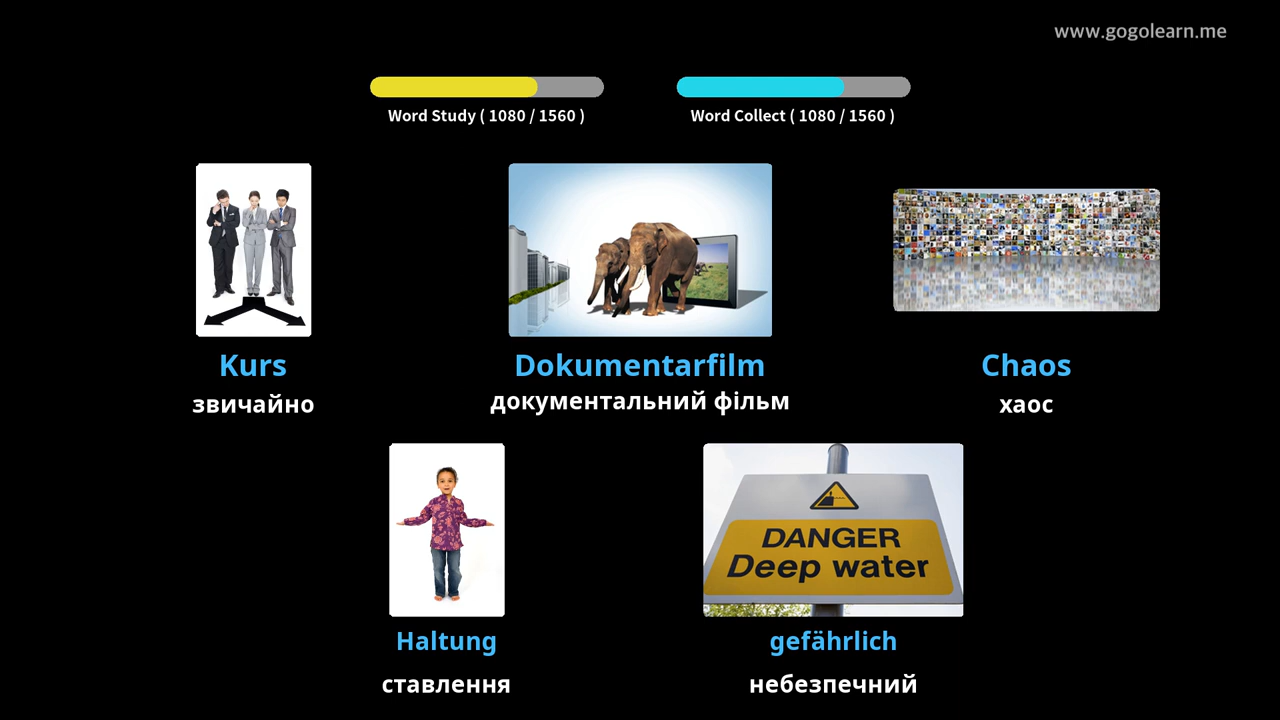 www.gogolearn.me
Word Study ( 1080 / 1560 )
Word Collect ( 1080 / 1560 )
Kurs
звичайно
Dokumentarfilm
документальний фільм
Chaos
хаос
DANGER
Deep water
Haltung
ставлення
gefährlich
небезпечний